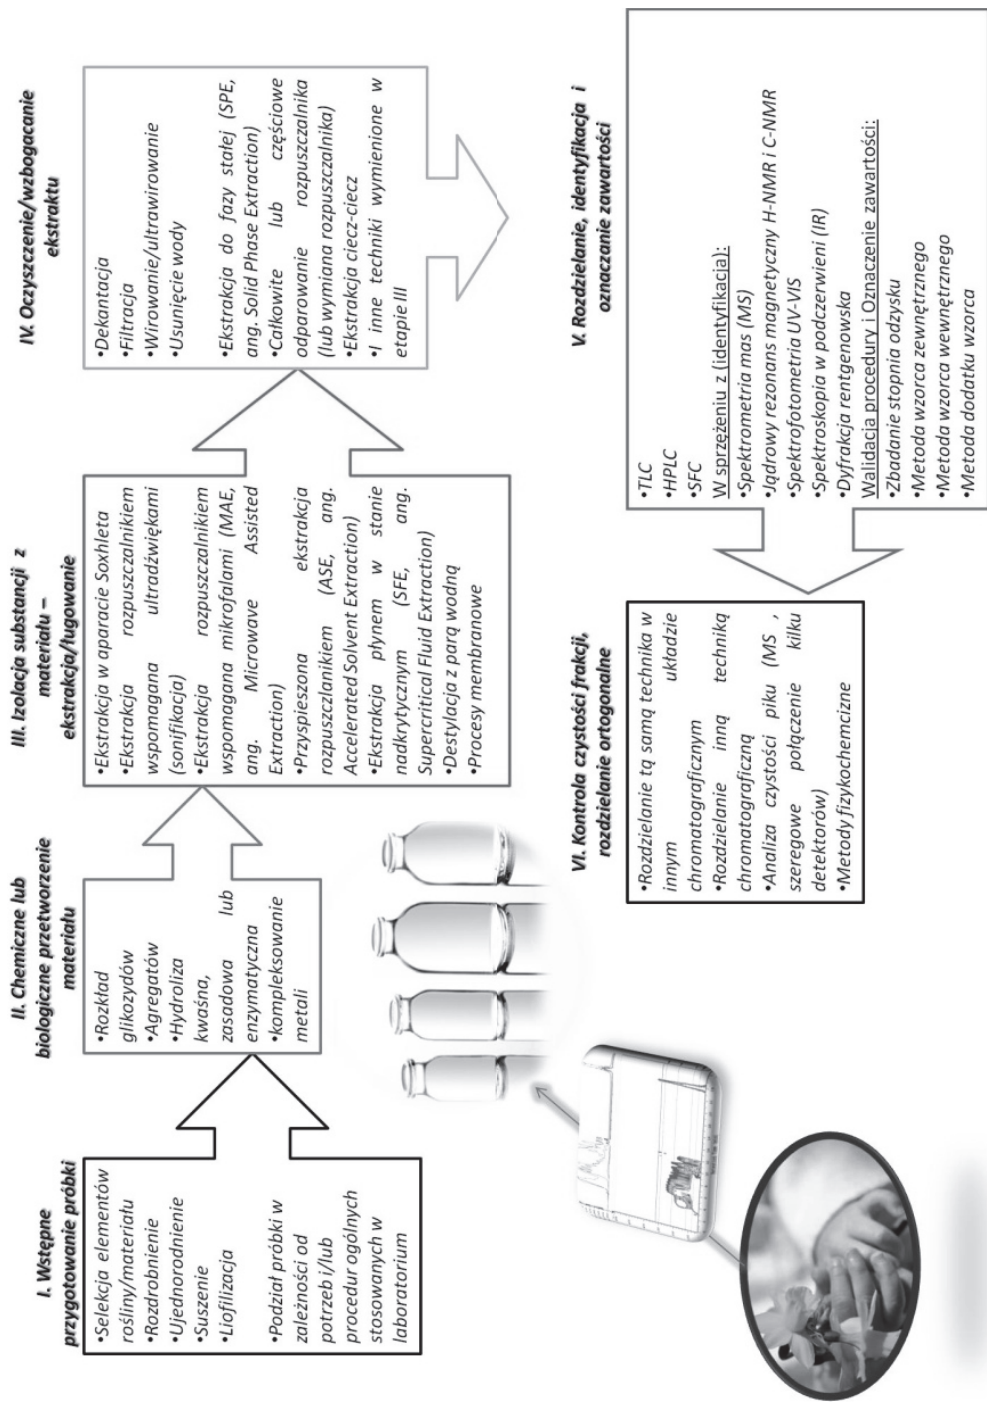 I. Wstępne
przygotowanie próbki
•Selekcja elementów
rośliny/materiału
•Rozdrobnienie
•Ujednorodnienie
•Suszenie
•Liofilizacja
•Podział próbki w
zależności od
potrzeb i/lub
procedur ogólnych
stosowanych w
laboratorium
II. Chemiczne lub
biologiczne przetworzenie
materiału
•Rozkład
glikozydów
•Agregatów
•Hydroliza
kwaśna,
zasadowa lub
enzymatyczna
•kompleksowanie
metali
III. Izolacja substancji z
materiału –
ekstrakcja/ługowanie
•Ekstrakcja w aparacie Soxhleta
•Ekstrakcja rozpuszczalnikiem
wspomagana ultradźwiękami
(sonifikacja)
•Ekstrakcja rozpuszczalnikiem
wspomagana mikrofalami (MAE,
ang. Microwave Assisted
Extraction)
•Przyspieszona ekstrakcja
rozpuszlanikiem (ASE, ang.
Accelerated Solvent Extraction)
•Ekstrakcja płynem w stanie
nadkrytycznym (SFE, ang.
Supercritical Fluid Extraction)
•Destylacja z parą wodną
•Procesy membranowe
IV. Oczyszczenie/wzbogacanie
ekstraktu
•Dekantacja
•Filtracja
•Wirowanie/ultrawirowanie
•Usunięcie wody
•Ekstrakcja do fazy stałej (SPE,
ang. Solid Phase Extraction)
•Całkowite lub częściowe
odparowanie rozpuszczalnika
(lub wymiana rozpuszczalnika)
•Ekstrakcja ciecz-ciecz
•I inne techniki wymienione w
etapie III
V. Rozdzielanie, identyfikacja i
oznaczanie zawartości
•TLC
•HPLC
•SFC
W sprzężeniu z (identyfikacja):
•Spektrometria mas (MS)
•Jądrowy rezonans magnetyczny H-NMR i C-NMR
•Spektrofotometria UV-VIS
•Spektroskopia w podczerwieni (IR)
•Dyfrakcja rentgenowska
Walidacja procedury i Oznaczenie zawartości:
•Zbadanie stopnia odzysku
•Metoda wzorca zewnętrznego
•Metoda wzorca wewnętrznego
•Metoda dodatku wzorca
VI. Kontrola czystości frakcji,
rozdzielanie ortogonalne
•Rozdzielanie tą samą technika w
innym układzie
chromatograficznym
•Rozdzielanie inną techniką
chromatograficzną
•Analiza czystości piku (MS ,
szeregowe połączenie kilku
detektorów)
•Metody fizykochemcizne